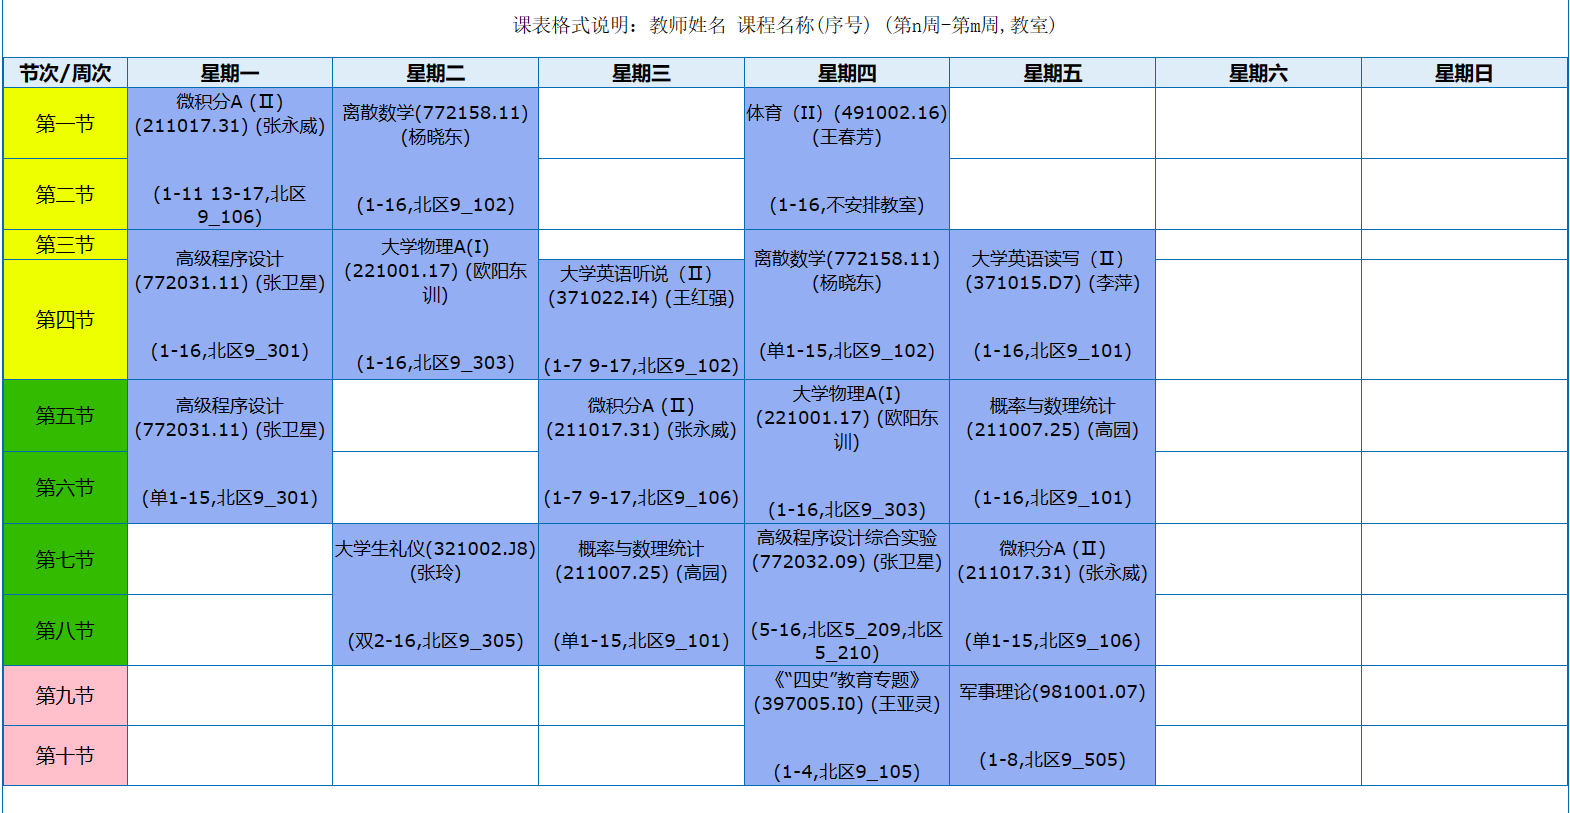 课表格式说明：教师姓名 课程名称(序号) (第n周-第m周,教室)
节次/周次 星期一 星期二 星期三 星期四 星期五 星期六 星期日
第一节
第二节
微积分A (Ⅱ)
(211017.31) (张永威)
(1-11 13-17,北区
9_106)
离散数学(772158.11)
(杨晓东)
(1-16,北区9_102)
体育（II）(491002.16)
(王春芳)
(1-16,不安排教室)
第三节
第四节
高级程序设计
(772031.11) (张卫星)
(1-16,北区9_301)
大学物理A(I)
(221001.17) (欧阳东
训)
(1-16,北区9_303)
大学英语听说（Ⅱ）
(371022.I4) (王红强)
(1-7 9-17,北区9_102)
离散数学(772158.11)
(杨晓东)
(单1-15,北区9_102)
大学英语读写（Ⅱ）
(371015.D7) (李萍)
(1-16,北区9_101)
第五节
第六节
高级程序设计
(772031.11) (张卫星)
(单1-15,北区9_301)
微积分A (Ⅱ)
(211017.31) (张永威)
(1-7 9-17,北区9_106)
大学物理A(I)
(221001.17) (欧阳东
训)
(1-16,北区9_303)
概率与数理统计
(211007.25) (高园)
(1-16,北区9_101)
第七节
第八节
大学生礼仪(321002.J8)
(张玲)
(双2-16,北区9_305)
概率与数理统计
(211007.25) (高园)
(单1-15,北区9_101)
高级程序设计综合实验
(772032.09) (张卫星)
(5-16,北区5_209,北区
5_210)
微积分A (Ⅱ)
(211017.31) (张永威)
(单1-15,北区9_106)
第九节
第十节
《“四史”教育专题》
(397005.I0) (王亚灵)
(1-4,北区9_105)
军事理论(981001.07)
(1-8,北区9_505)